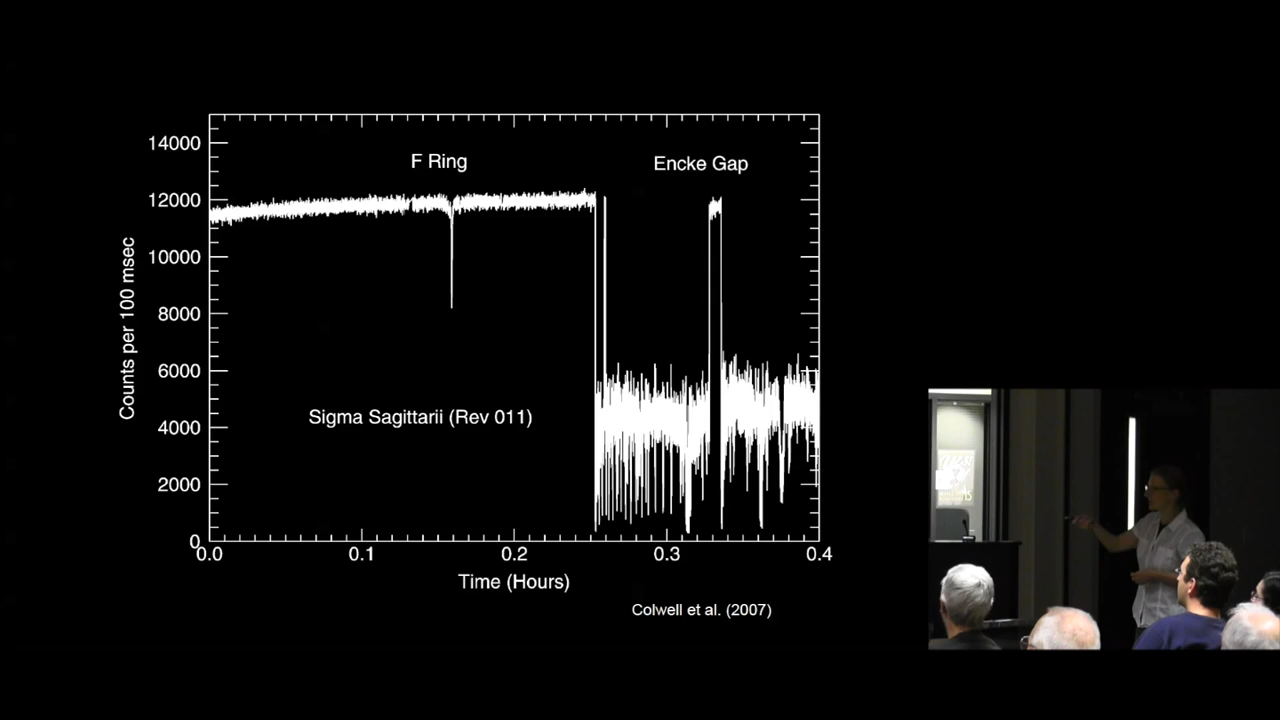 F Ring
Encke Gap
14000
12000
10000
8000
6000
4000
2000
0
Counts per 100 msec
Sigma Sagittarii (Rev 011)
0.0 0.1 0.2 0.3 0.4
Time (Hours)
Colwell et al. (2007)